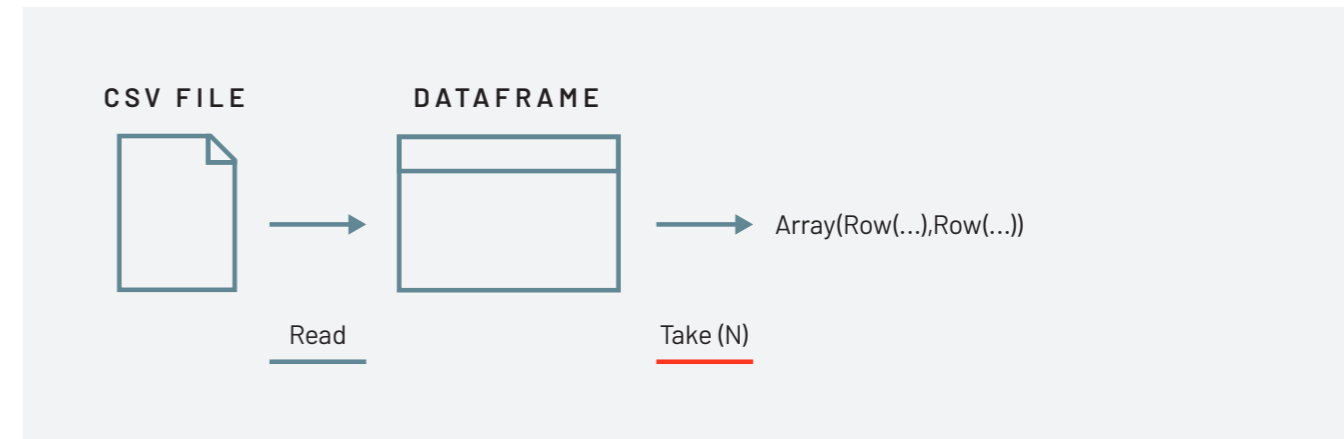 CSV FILE
DATAFRAME
Array(Row(...),Row(...))
Read
Take (N)